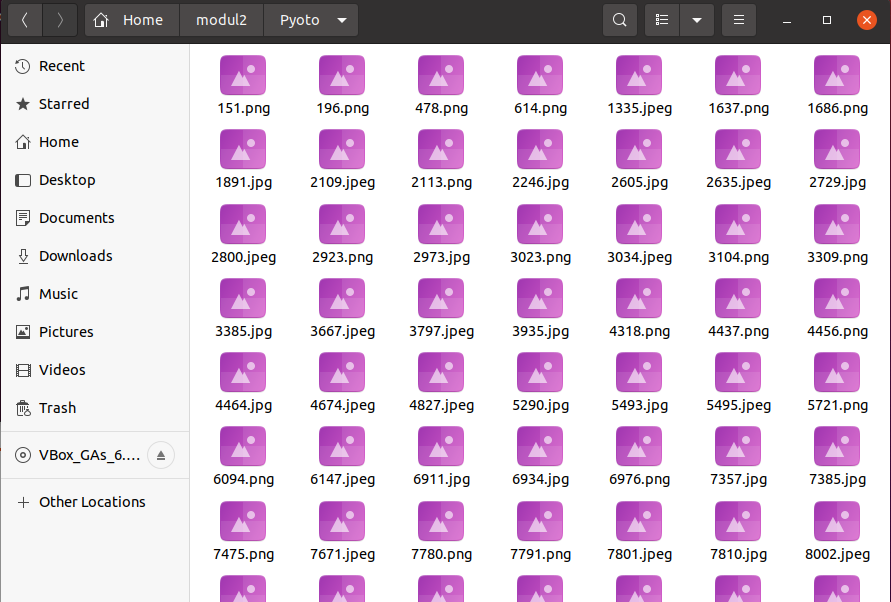 Home modul2 Pyoto
Recent
Starred
Home
Desktop
Documents
Downloads
Music
Pictures
Videos
Trash
VBox_GAs_6....
Other Locations
151.png 196.png 478.png 614.png 1335.jpeg 1637.png 1686.png
1891.jpg 2109.jpeg 2113.png 2246.jpg 2605.jpg 2635.jpeg 2729.jpg
2800.jpeg 2923.png 2973.jpg 3023.png 3034.jpeg 3104.png 3309.png
3385.jpg 3667.jpeg 3797.jpeg 3935.jpg 4318.png 4437.png 4456.png
4464.jpg 4674.jpeg 4827.jpeg 5290.jpg 5493.jpg 5495.jpeg 5721.png
6094.png 6147.jpeg 6911.jpg 6934.jpg 6976.png 7357.jpg 7385.jpg
7475.png 7671.jpeg 7780.png 7791.png 7801.jpeg 7810.jpg 8002.jpeg